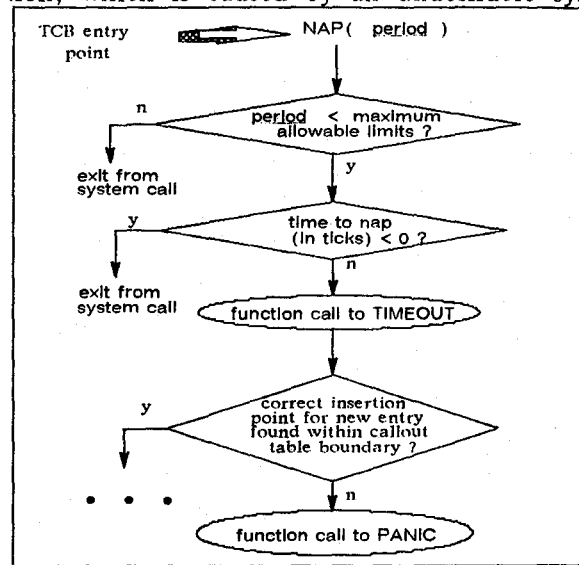 TCB entry
point
NAP( period )
n
period < maximum
allowable limits ?
exit from
system call
y
y
time to nap
(in ticks) < 0 ?
n
exit from
system call
function call to TIMEOUT
y
correct insertion
point for new entry
found within callout
table boundary ?
n
• • •
function call to PANIC